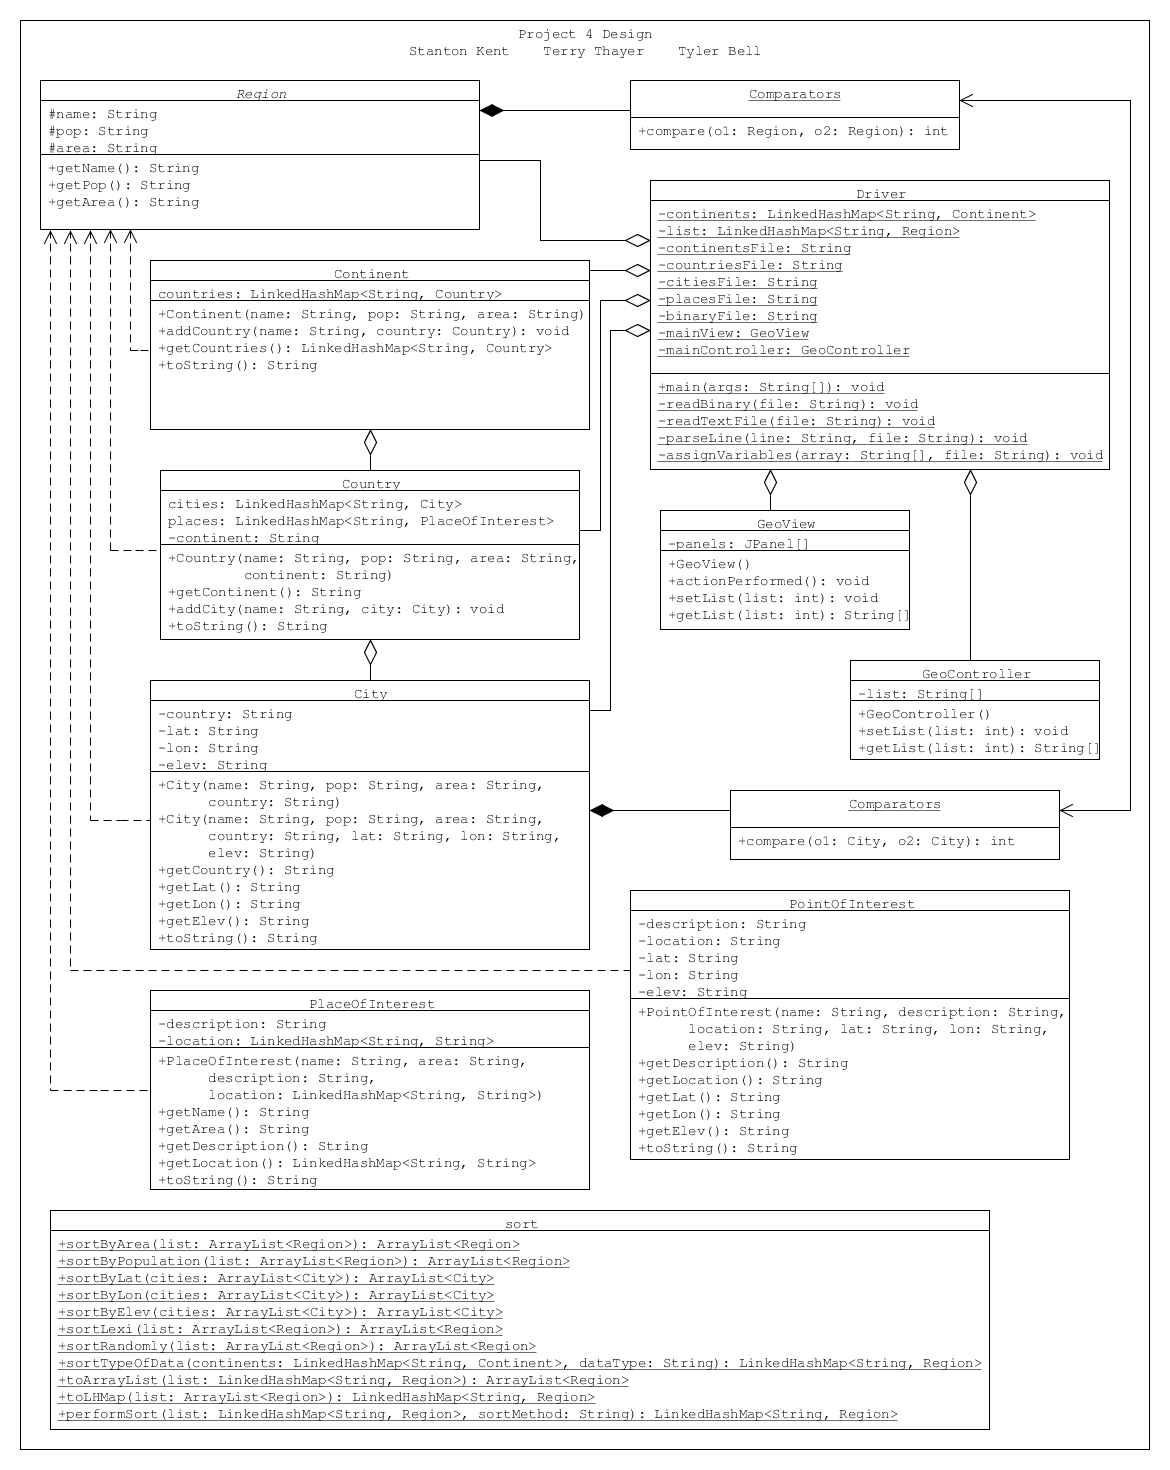 Project 4 Design
Stanton Kent    Terry Thayer    Tyler Bell
Region
#name: String
#pop: String
#area: String
+getName(): String
+getPop(): String
+getArea(): String
Comparators
+compare(o1: Region, o2: Region): int
Driver
-continents: LinkedHashMap<String, Continent>
-list: LinkedHashMap<String, Region>
-continentsFile: String
-countriesFile: String
-citiesFile: String
-placesFile: String
-binaryFile: String
-mainView: GeoView
-mainController: GeoController
+main(args: String[]): void
-readBinary(file: String): void
-readTextFile(file: String): void
-parseLine(line: String, file: String): void
-assignVariables(array: String[], file: String): void
Continent
countries: LinkedHashMap<String, Country>
+Continent(name: String, pop: String, area: String)
+addCountry(name: String, country: Country): void
+getCountries(): LinkedHashMap<String, Country>
+toString(): String
Country
cities: LinkedHashMap<String, City>
places: LinkedHashMap<String, PlaceOfInterest>
-continent: String
+Country(name: String, pop: String, area: String,
continent: String)
+getContinent(): String
+addCity(name: String, city: City): void
+toString(): String
GeoView
-panels: JPanel[]
+GeoView()
+actionPerformed(): void
+setList(list: int): void
+getList(list: int): String[]
GeoController
-list: String[]
+GeoController()
+setList(list: int): void
+getList(list: int): String[]
City
-country: String
-lat: String
-lon: String
-elev: String
+City(name: String, pop: String, area: String,
country: String)
+City(name: String, pop: String, area: String,
country: String, lat: String, lon: String,
elev: String)
+getCountry(): String
+getLat(): String
+getLon(): String
+getElev(): String
+toString(): String
Comparators
+compare(o1: City, o2: City): int
PointOfInterest
-description: String
-location: String
-lat: String
-lon: String
-elev: String
+PointOfInterest(name: String, description: String,
location: String, lat: String, lon: String,
elev: String)
+getDescription(): String
+getLocation(): String
+getLat(): String
+getLon(): String
+getElev(): String
+toString(): String
PlaceOfInterest
-description: String
-location: LinkedHashMap<String, String>
+PlaceOfInterest(name: String, area: String,
description: String,
location: LinkedHashMap<String, String>)
+getName(): String
+getArea(): String
+getDescription(): String
+getLocation(): LinkedHashMap<String, String>
+toString(): String
sort
+sortByArea(list: ArrayList<Region>): ArrayList<Region>
+sortByPopulation(list: ArrayList<Region>): ArrayList<Region>
+sortByLat(cities: ArrayList<City>): ArrayList<City>
+sortByLon(cities: ArrayList<City>): ArrayList<City>
+sortByElev(cities: ArrayList<City>): ArrayList<City>
+sortLexi(list: ArrayList<Region>): ArrayList<Region>
+sortRandomly(list: ArrayList<Region>): ArrayList<Region>
+sortTypeOfData(continents: LinkedHashMap<String, Continent>, dataType: String): LinkedHashMap<String, Region>
+toArrayList(list: LinkedHashMap<String, Region>): ArrayList<Region>
+toLHMap(list: ArrayList<Region>): LinkedHashMap<String, Region>
+performSort(list: LinkedHashMap<String, Region>, sortMethod: String): LinkedHashMap<String, Region>